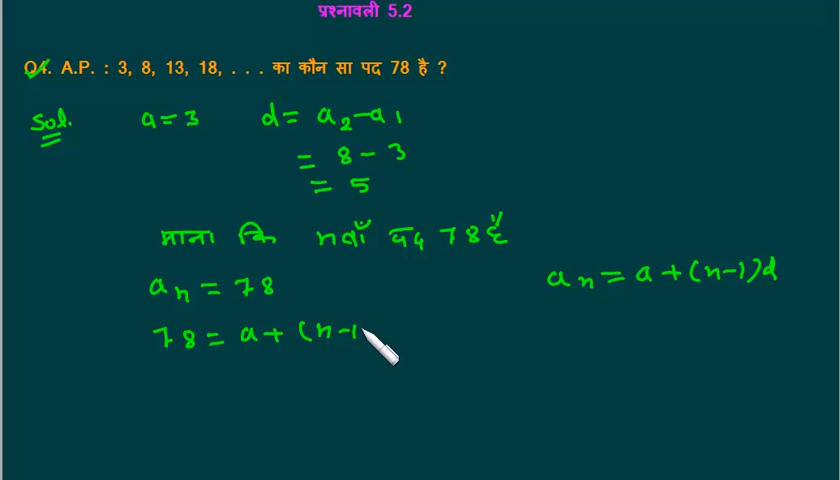 प्रश्नावली 5.2
Q4. A.P. : 3, 8, 13, 18, . . . का कौन सा पद 78 है ?
Sol. a = 3 d = a₂ - a₁
= 8 - 3
= 5
माना कि nवाँ पद 78 है
aₙ = 78
aₙ = a + (n-1)d
78 = a + (n-1